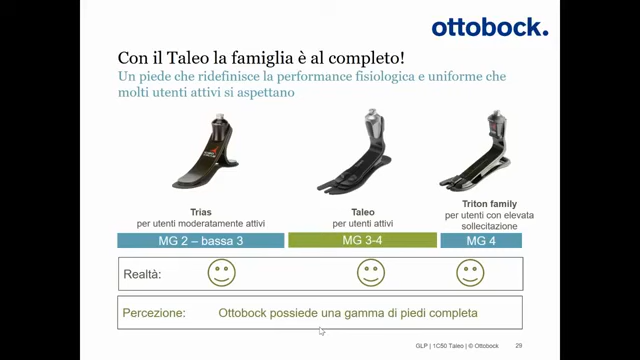 ottobock.
Con il Taleo la famiglia è al completo!
Un piede che ridefinisce la performance fisiologica e uniforme che
molti utenti attivi si aspettano
Trias
per utenti moderatamente attivi
Taleo
per utenti attivi
Triton family
per utenti con elevata
sollecitazione
MG 2 – bassa 3
MG 3-4
MG 4
Realtà:
Percezione: Ottobock possiede una gamma di piedi completa
GLP | 1C50 Taleo | © Ottobock 29